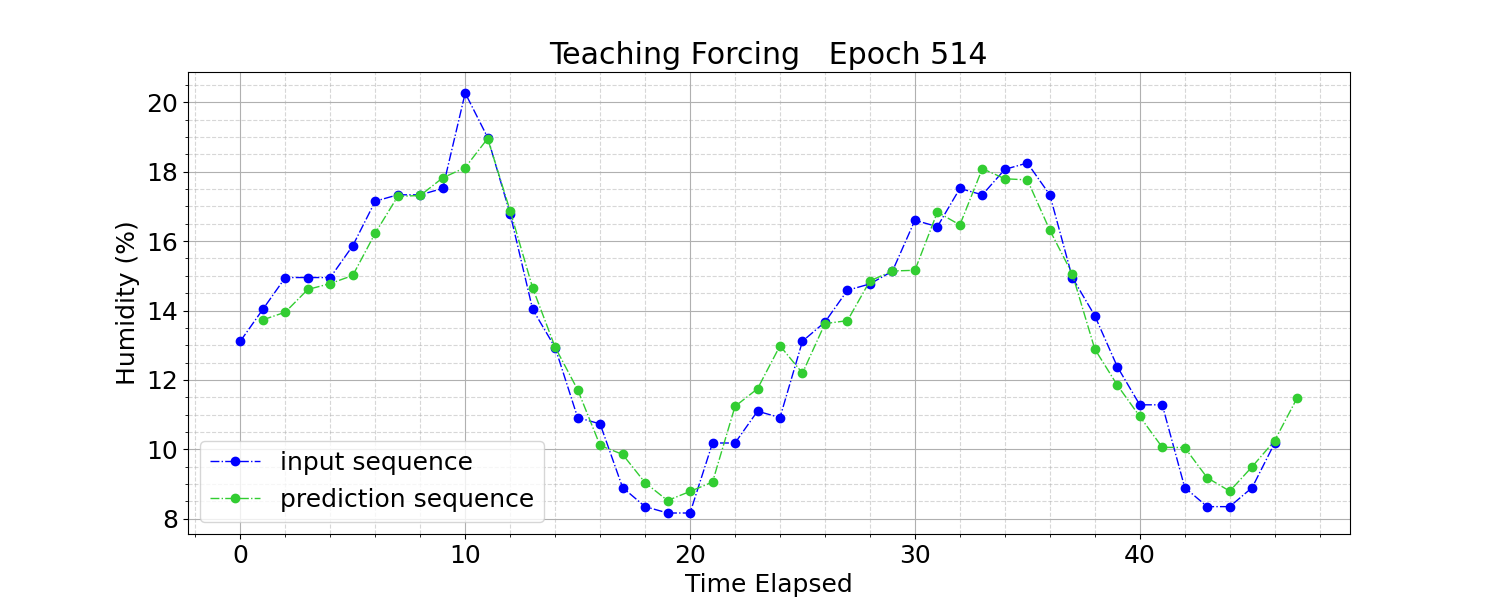 Teaching Forcing   Epoch 514
20
18
16
14
12
10
8
Humidity (%)
input sequence
prediction sequence
0
10
20
30
40
Time Elapsed